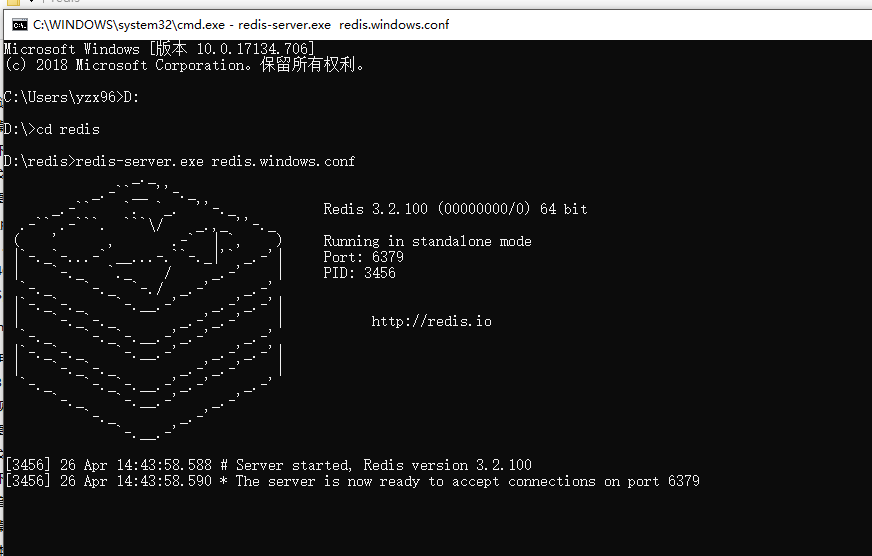 redis
C:\WINDOWS\system32\cmd.exe - redis-server.exe redis.windows.conf
Microsoft Windows [版本 10.0.17134.706]
(c) 2018 Microsoft Corporation。保留所有权利。
C:\Users\yzx96>D:
D:\>cd redis
D:\redis>redis-server.exe redis.windows.conf
Redis 3.2.100 (00000000/0) 64 bit
Running in standalone mode
Port: 6379
PID: 3456
http://redis.io
[3456] 26 Apr 14:43:58.588 # Server started, Redis version 3.2.100
[3456] 26 Apr 14:43:58.590 * The server is now ready to accept connections on port 6379